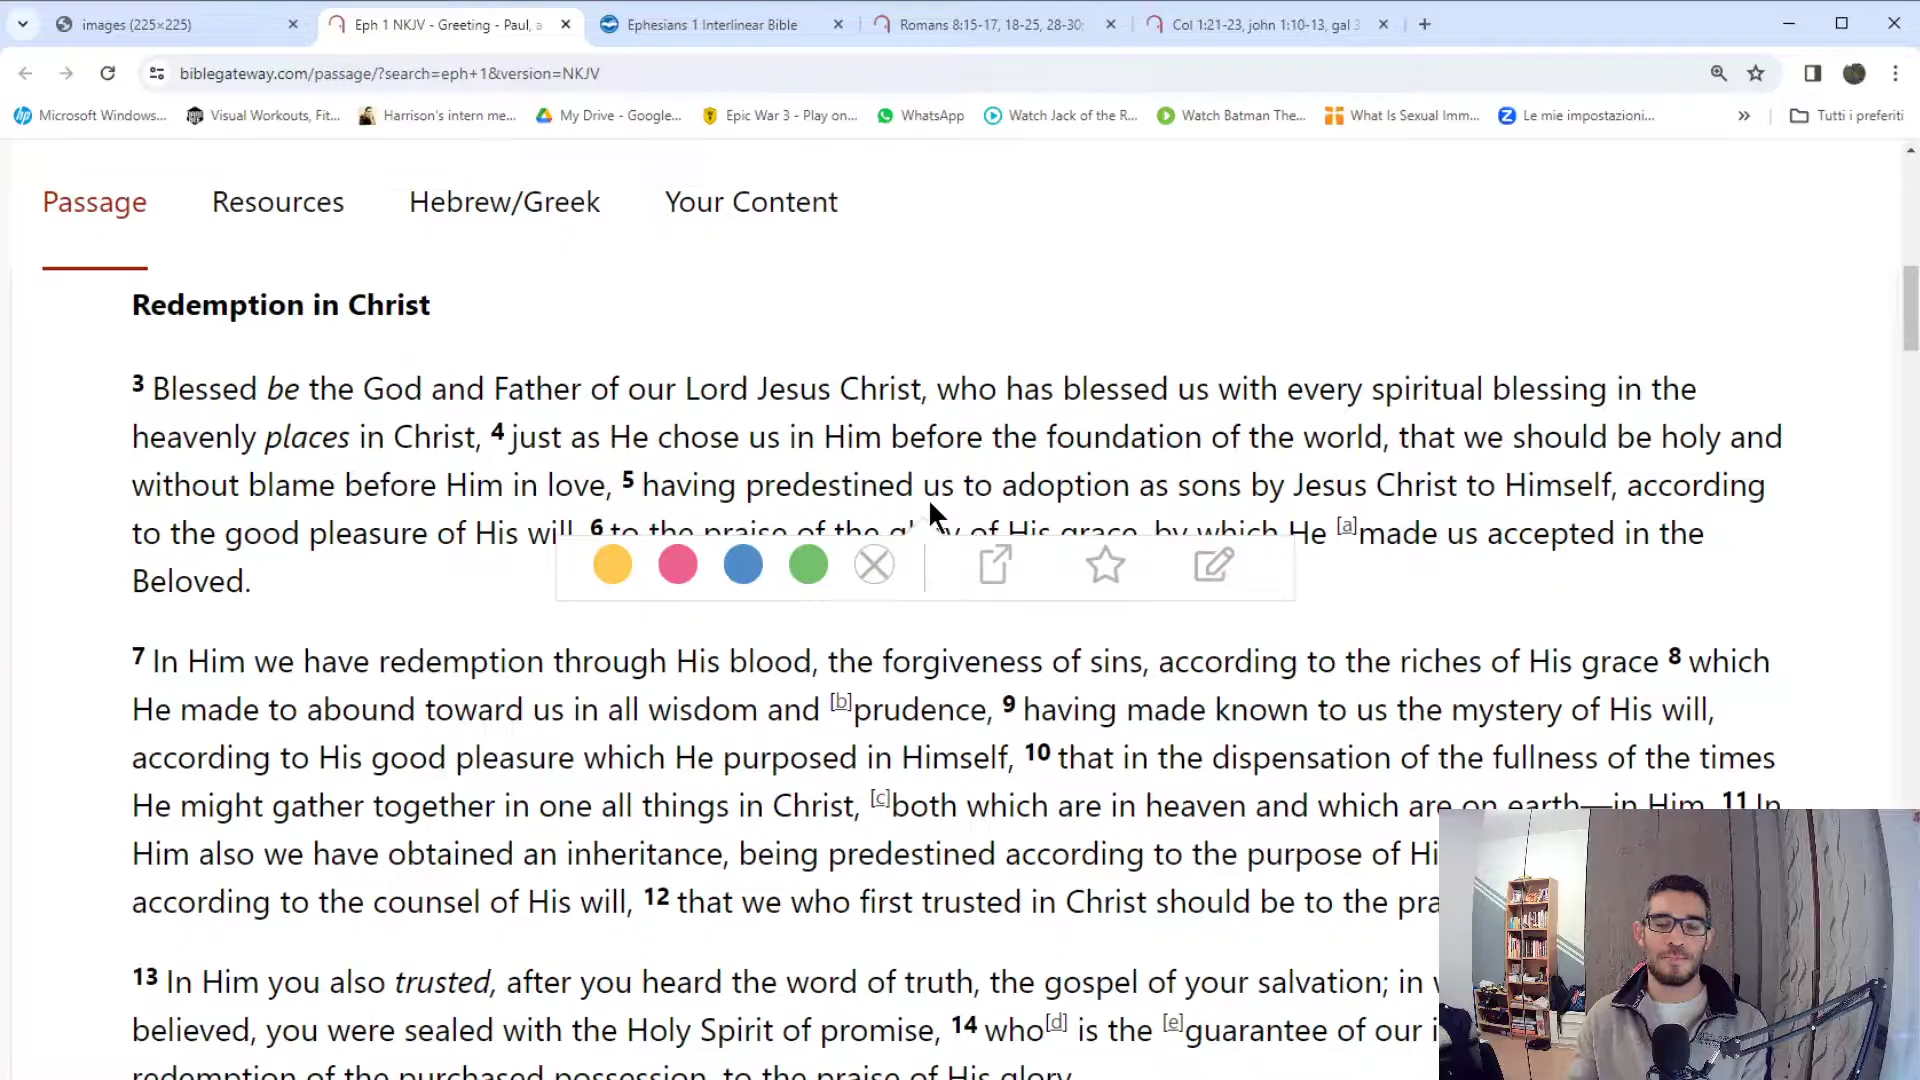 images (225×225)
Eph 1 NKJV - Greeting - Paul, a
Ephesians 1 Interlinear Bible
Romans 8:15-17, 18-25, 28-30;
Col 1:21-23, john 1:10-13, gal 3
biblegateway.com/passage/?search=eph+1&version=NKJV
Microsoft Windows...
Visual Workouts, Fit...
Harrison's intern me...
My Drive - Google...
Epic War 3 - Play on...
WhatsApp
Watch Jack of the R...
Watch Batman The...
What Is Sexual Imm...
Le mie impostazioni...
»
Tutti i preferiti
Passage
Resources
Hebrew/Greek
Your Content
Redemption in Christ
3 Blessed be the God and Father of our Lord Jesus Christ, who has blessed us with every spiritual blessing in the
heavenly places in Christ, 4 just as He chose us in Him before the foundation of the world, that we should be holy and
without blame before Him in love, 5 having predestined us to adoption as sons by Jesus Christ to Himself, according
to the good pleasure of His will, 6 to the praise of the glory of His grace, by which He [a]made us accepted in the
Beloved.
7 In Him we have redemption through His blood, the forgiveness of sins, according to the riches of His grace 8 which
He made to abound toward us in all wisdom and [b]prudence, 9 having made known to us the mystery of His will,
according to His good pleasure which He purposed in Himself, 10 that in the dispensation of the fullness of the times
He might gather together in one all things in Christ, [c]both which are in heaven and which are on earth—in Him. 11 In
Him also we have obtained an inheritance, being predestined according to the purpose of Hi
according to the counsel of His will, 12 that we who first trusted in Christ should be to the pra
13 In Him you also trusted, after you heard the word of truth, the gospel of your salvation; in
believed, you were sealed with the Holy Spirit of promise, 14 who[d] is the [e]guarantee of our i
redemption of the purchased possession, to the praise of His glory.